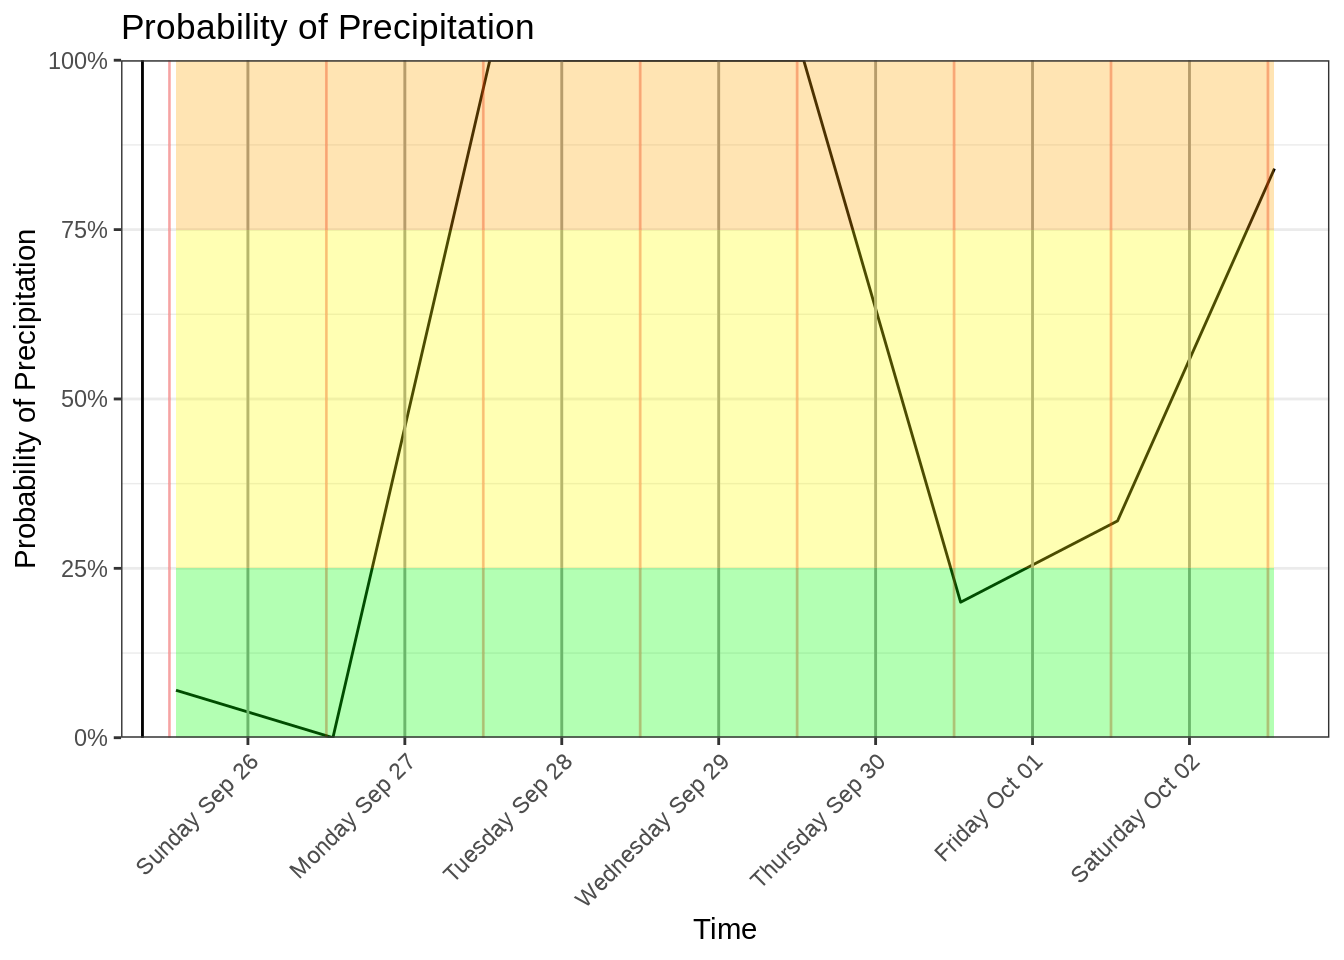 Probability of Precipitation
Probability of Precipitation
100%
75%
50%
25%
0%
Sunday Sep 26
Monday Sep 27
Tuesday Sep 28
Wednesday Sep 29
Thursday Sep 30
Friday Oct 01
Saturday Oct 02
Time